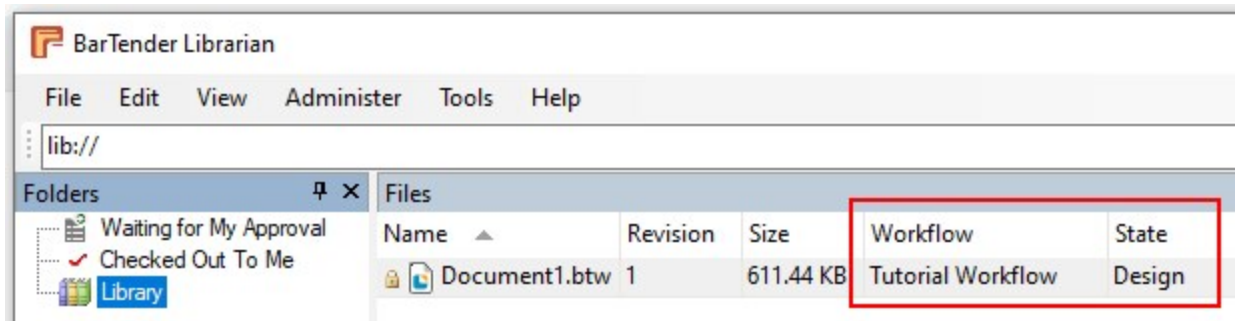 BarTender Librarian
File Edit View Administer Tools Help
lib://
Folders
Waiting for My Approval
Checked Out To Me
Library
Files
Name Revision Size Workflow State
Document1.btw 1 611.44 KB Tutorial Workflow Design